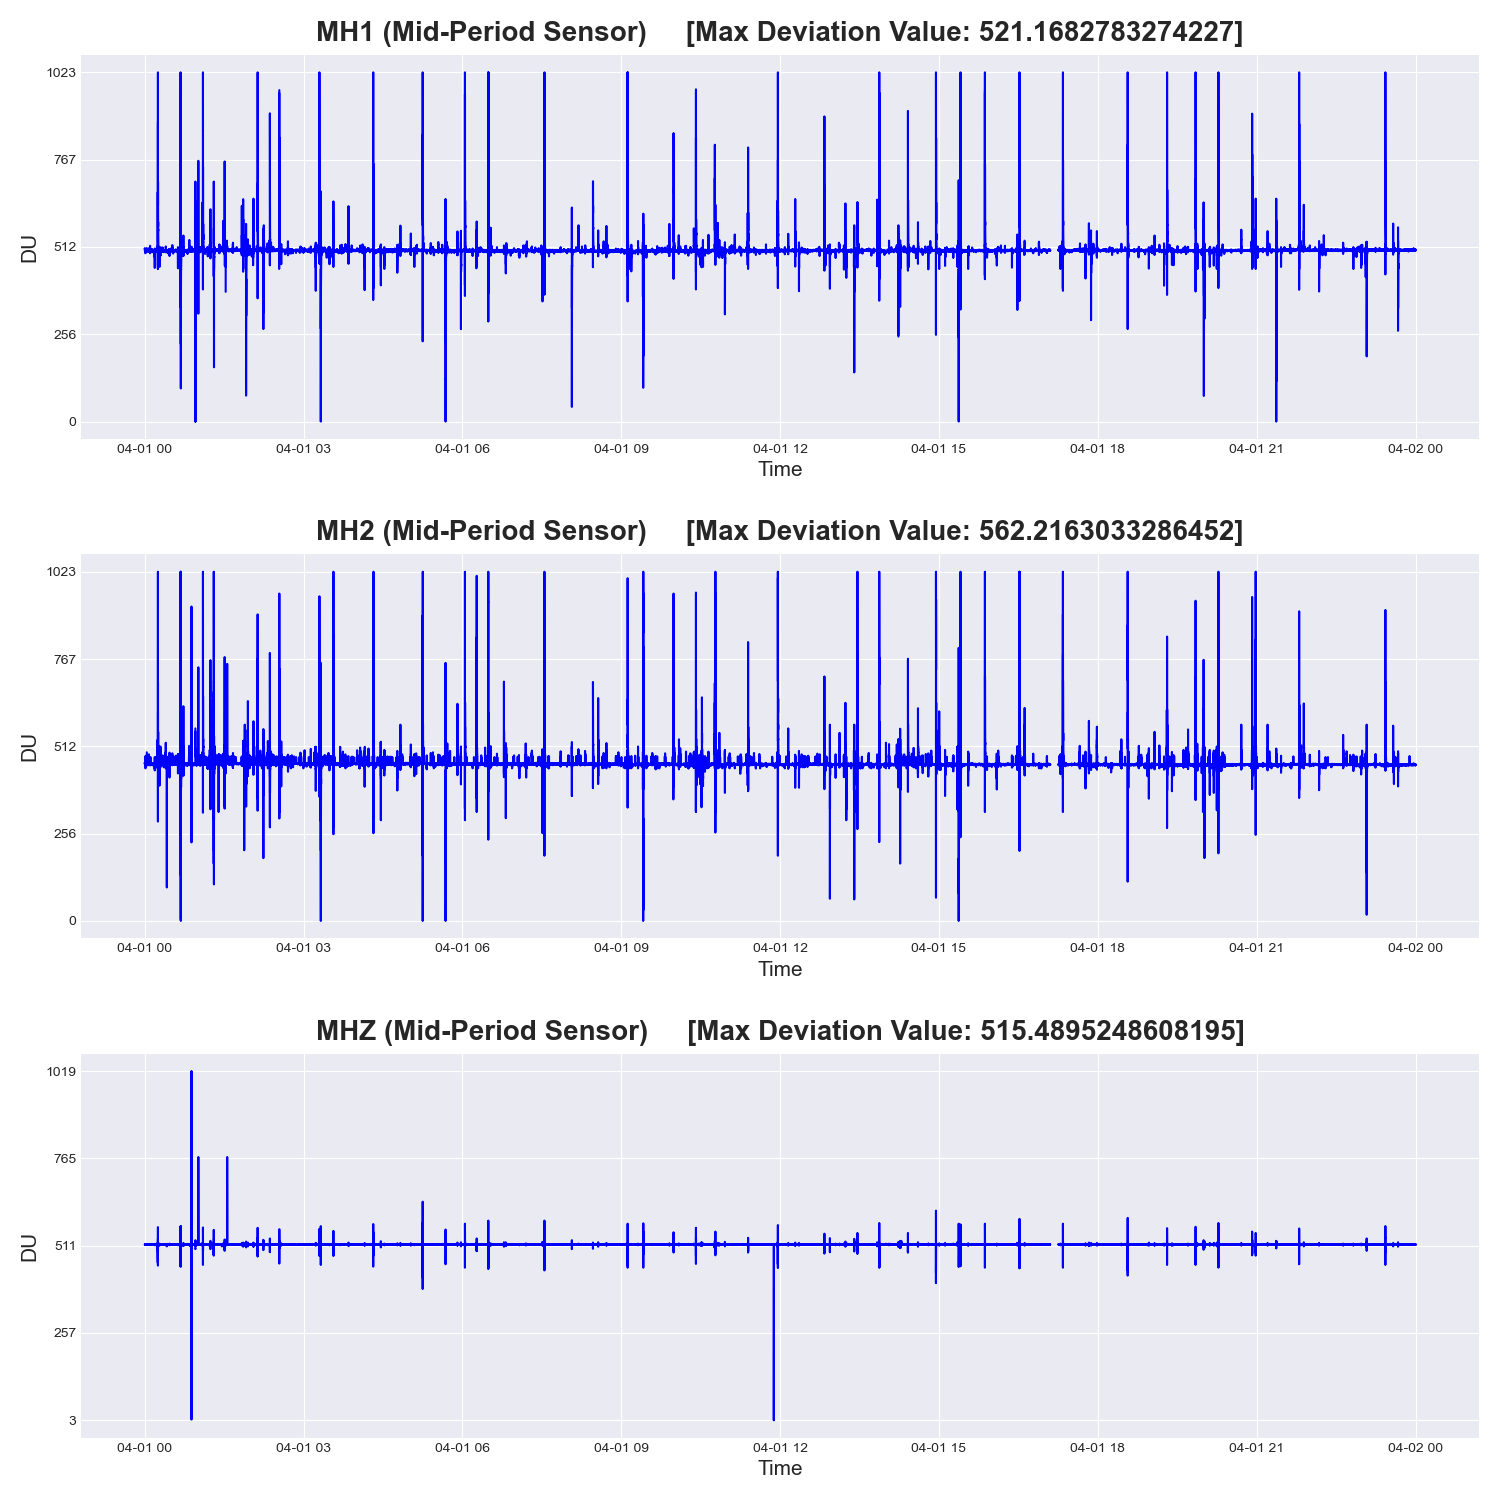 MH1 (Mid-Period Sensor) [Max Deviation Value: 521.1682783274227]
1023
767
512
256
0
DU
04-01 00 04-01 03 04-01 06 04-01 09 04-01 12 04-01 15 04-01 18 04-01 21 04-02 00
Time
MH2 (Mid-Period Sensor) [Max Deviation Value: 562.2163033286452]
1023
767
512
256
0
DU
04-01 00 04-01 03 04-01 06 04-01 09 04-01 12 04-01 15 04-01 18 04-01 21 04-02 00
Time
MHZ (Mid-Period Sensor) [Max Deviation Value: 515.4895248608195]
1019
765
511
257
3
DU
04-01 00 04-01 03 04-01 06 04-01 09 04-01 12 04-01 15 04-01 18 04-01 21 04-02 00
Time